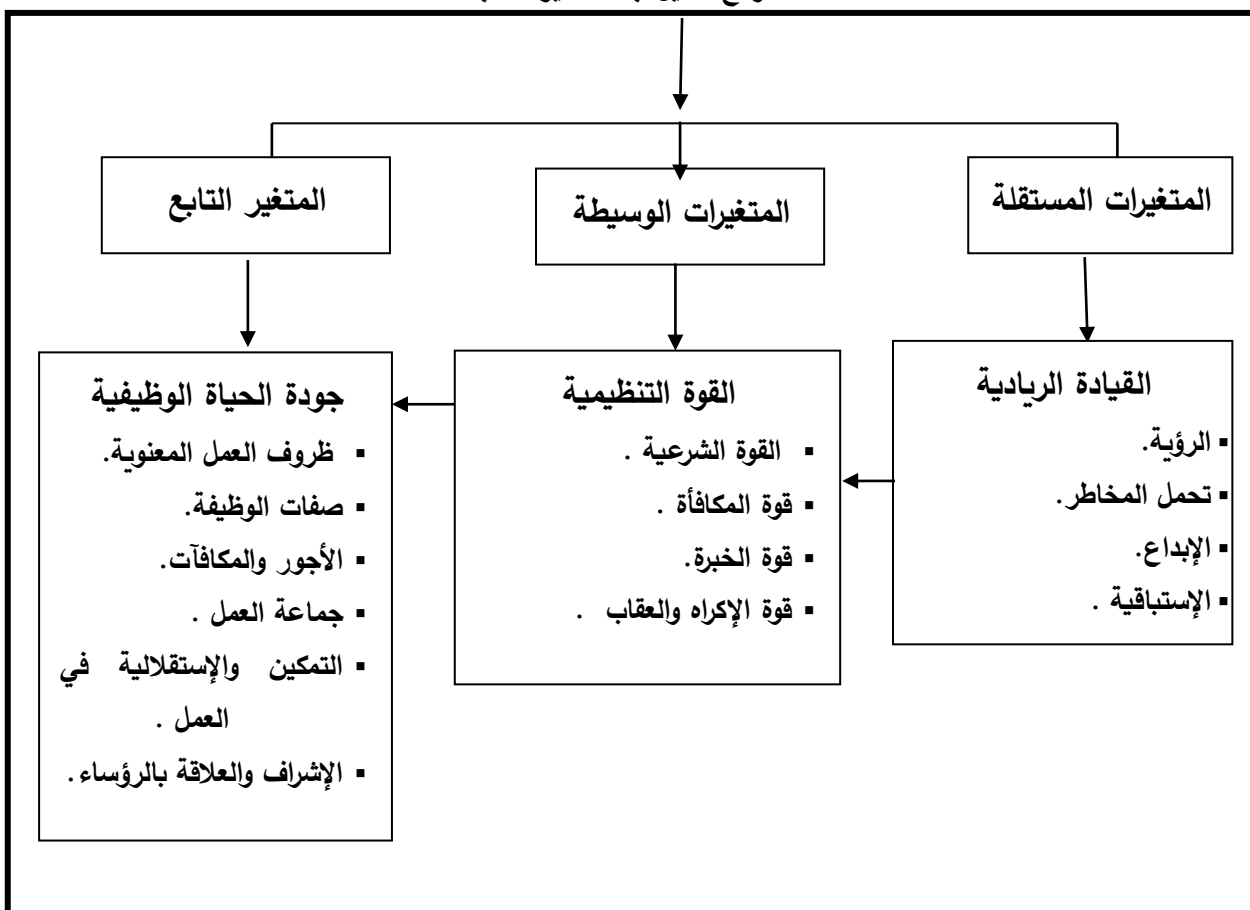 المتغيرات المستقلة
المتغيرات الوسيطة
المتغير التابع
القيادة الريادية
▪ الرؤية.
▪ تحمل المخاطر.
▪ الإبداع.
▪ الإستباقية .
القوة التنظيمية
▪ القوة الشرعية .
▪ قوة المكافأة .
▪ قوة الخبرة.
▪ قوة الإكراه والعقاب .
جودة الحياة الوظيفية
▪ ظروف العمل المعنوية.
▪ صفات الوظيفة.
▪ الأجور والمكافآت.
▪ جماعة العمل .
▪ التمكين والإستقلالية في
العمل .
▪ الإشراف والعلاقة بالرؤساء.